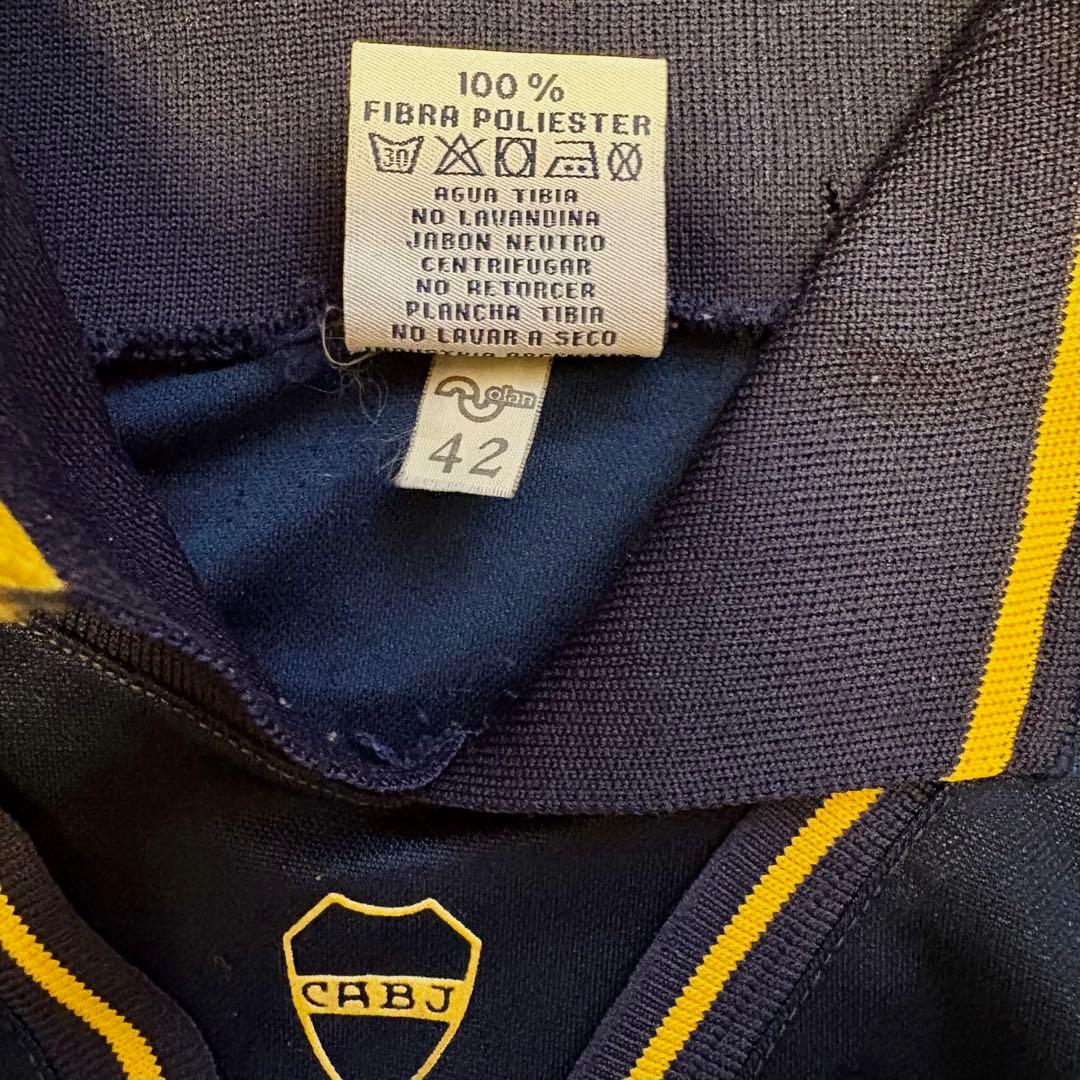 100 %
FIBRA POLIESTER
30
AGUA TIBIA
NO LAVANDINA
JABON NEUTRO
CENTRIFUGAR
NO RETORCER
PLANCHA TIBIA
NO LAVAR A SECO
INDUSTRIA
olan
42
CABJ